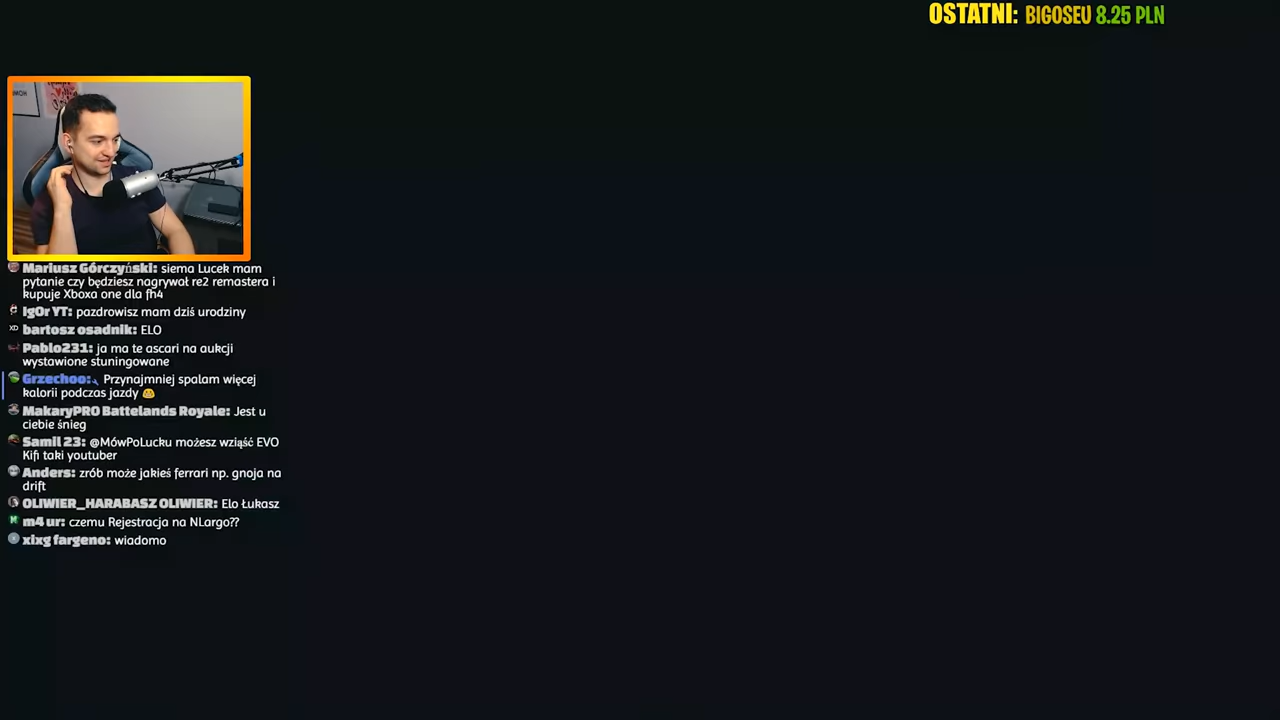 OSTATNI: BIGOSEU 8.25 PLN
Mariusz Górczyński: siema Lucek mam
pytanie czy będziesz nagrywał re2 remastera i
kupuje Xboxa one dla fh4
IgOr YT: pazdrowisz mam dziś urodziny
bartosz osadnik: ELO
Pablo231: ja ma te ascari na aukcji
wystawione stuningowane
Grzechoo: Przynajmniej spalam więcej
kalorii podczas jazdy
MakaryPRO Battelands Royale: Jest u
ciebie śnieg
Samil 23: @MówPoLucku możesz wziąść EVO
Kifi taki youtuber
Anders: zrób może jakieś ferrari np. gnoja na
drift
OLIWIER_HARABASZ OLIWIER: Elo Łukasz
m4 ur: czemu Rejestracja na NLargo??
xixg fargeno: wiadomo